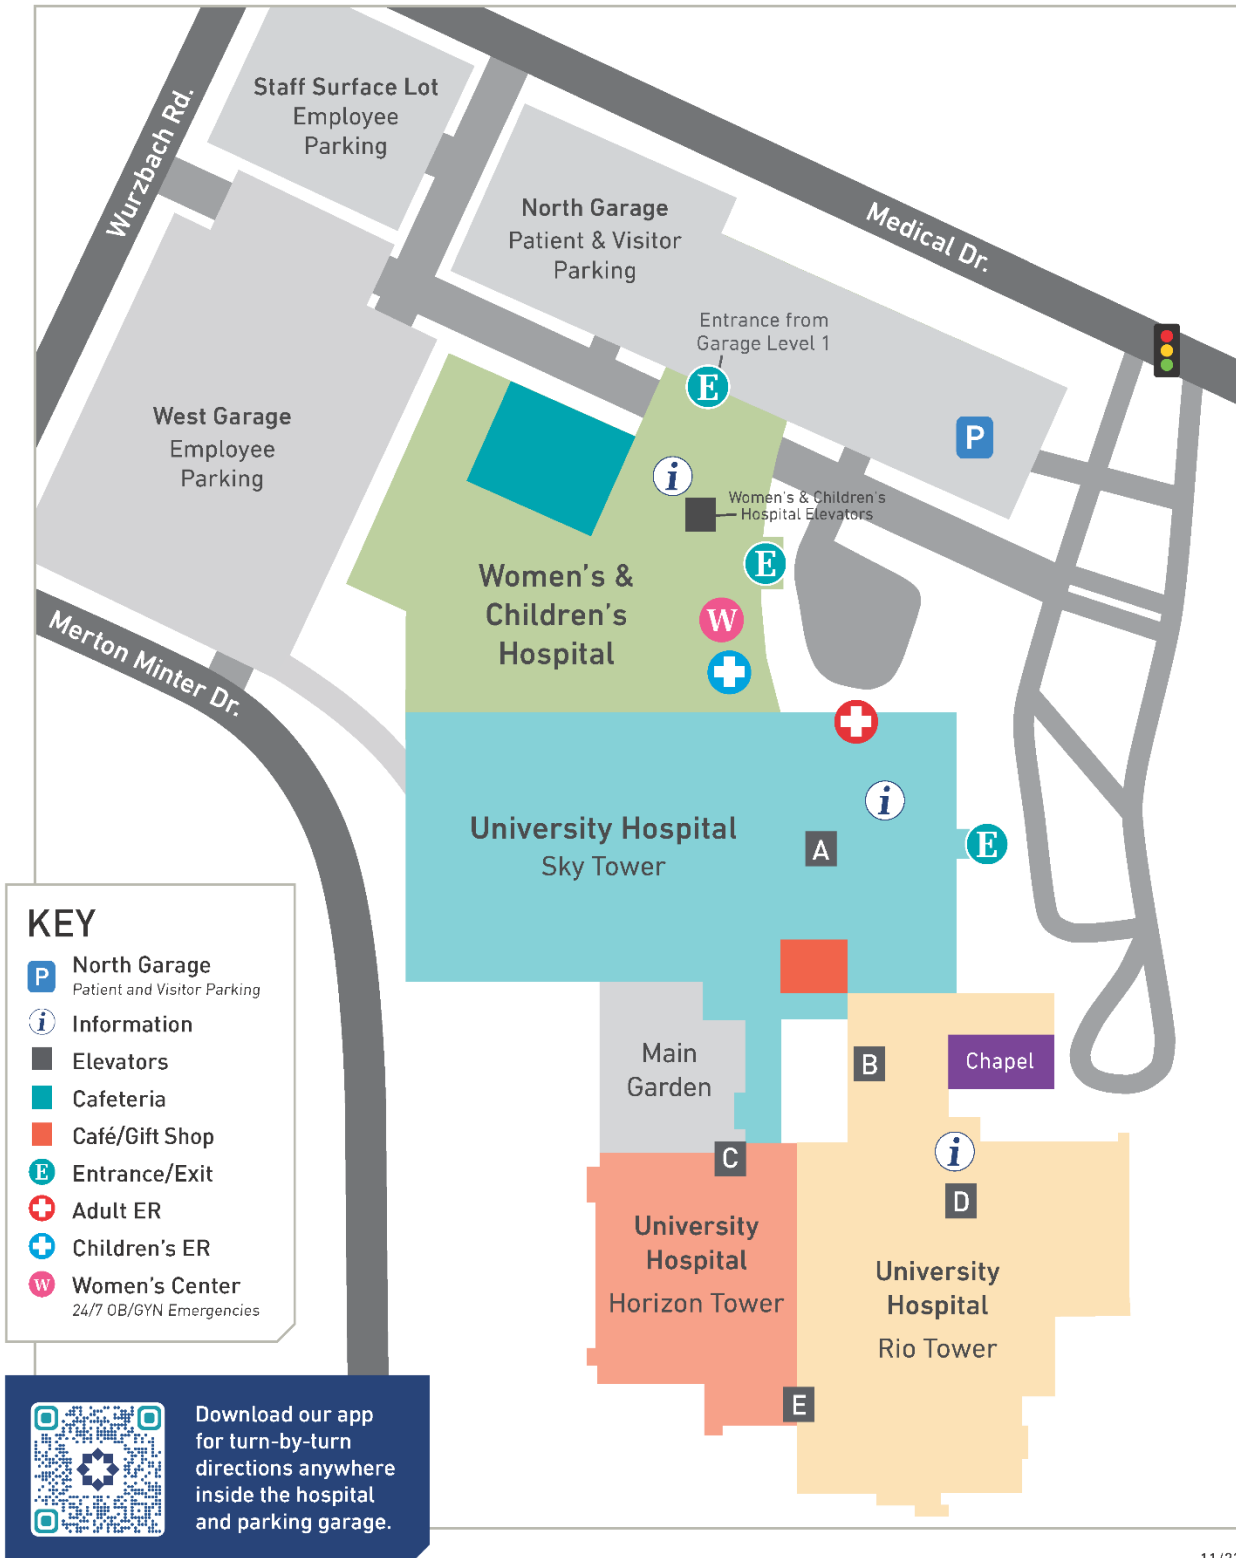 Staff Surface Lot
Employee
Parking
Wurzbach Rd.
North Garage
Patient & Visitor
Parking
Medical Dr.
Entrance from
Garage Level 1
E
West Garage
Employee
Parking
P
i
Women's & Children's
Hospital Elevators
E
Women's &
Children's
Hospital
W
Merton Minter Dr.
i
University Hospital
Sky Tower
A
E
KEY
P North Garage
Patient and Visitor Parking
i Information
Elevators
Cafeteria
Café/Gift Shop
E Entrance/Exit
Adult ER
Children's ER
W Women's Center
24/7 OB/GYN Emergencies
Main
Garden
B
Chapel
C
i
D
University
Hospital
Horizon Tower
University
Hospital
Rio Tower
E
Download our app
for turn-by-turn
directions anywhere
inside the hospital
and parking garage.